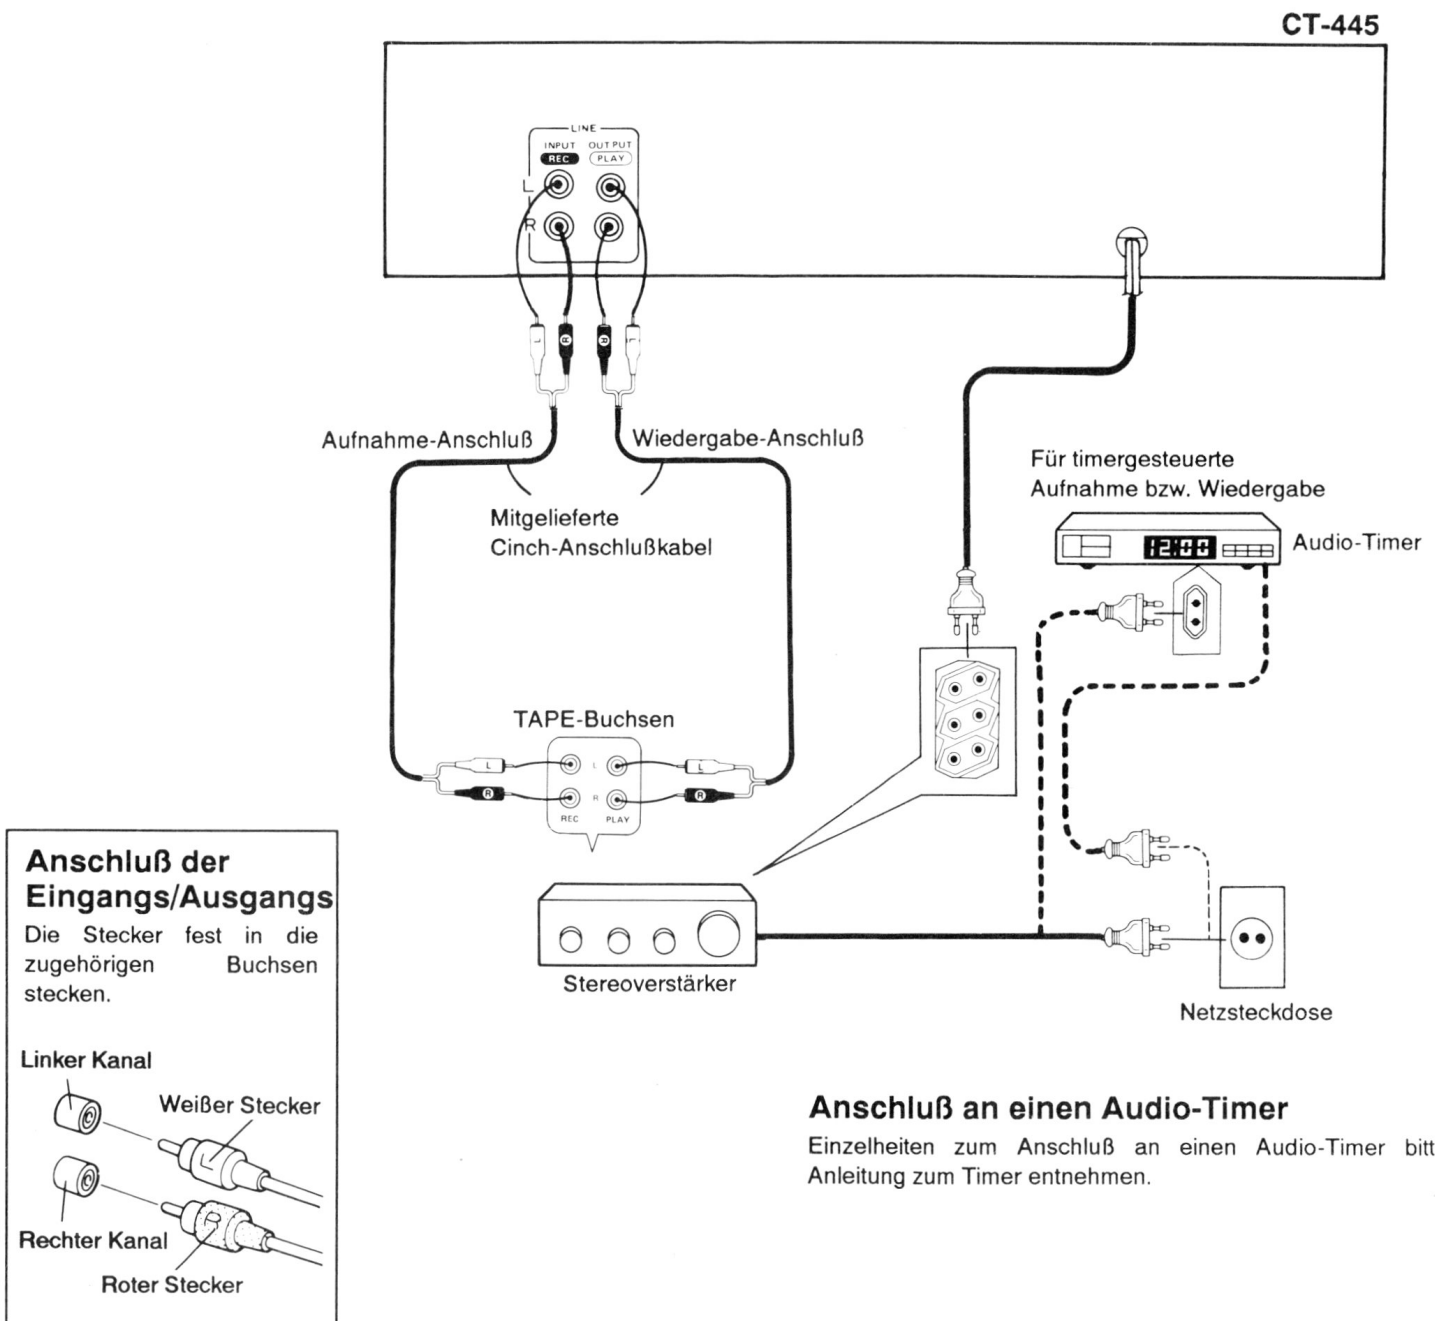 CT-445
LINE
INPUT OUTPUT
REC PLAY
L
R
L R R L
Aufnahme-Anschluß
Wiedergabe-Anschluß
Mitgelieferte
Cinch-Anschlußkabel
Für timergesteuerte
Aufnahme bzw. Wiedergabe
12:00
Audio-Timer
TAPE-Buchsen
L L L
R R R
REC PLAY
Stereoverstärker
Netzsteckdose
Anschluß der
Eingangs/Ausgangs
Die Stecker fest in die
zugehörigen Buchsen
stecken.
Linker Kanal
Weißer Stecker
L
R
Rechter Kanal
Roter Stecker
Anschluß an einen Audio-Timer
Einzelheiten zum Anschluß an einen Audio-Timer bitt
Anleitung zum Timer entnehmen.